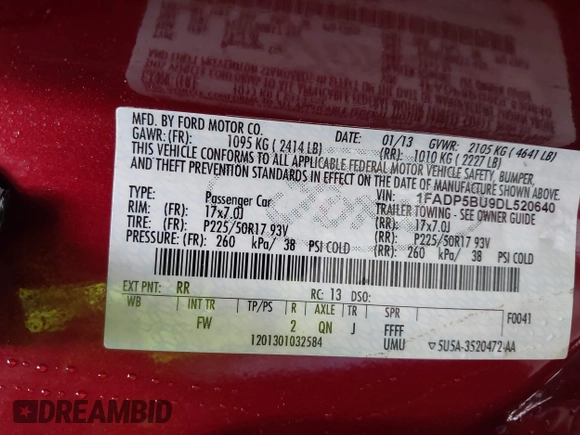 MFD. BY FORD MOTOR CO.
DATE: 01/13 GVWR: 2105 KG ( 4641 LB)
GAWR: (FR): 1095 KG ( 2414 LB) (RR): 1010 KG ( 2227 LB)
THIS VEHICLE CONFORMS TO ALL APPLICABLE FEDERAL MOTOR VEHICLE SAFETY, BUMPER,
AND THEFT PREVENTION STANDARDS IN EFFECT ON THE DATE OF MANUFACTURE SHOWN ABOVE.
VIN: 1FADP5BU9DL520640
TYPE: Passenger Car TRAILER TOWING - SEE OWNER GUIDE
RIM: (FR): 17x7.0J (RR): 17x7.0J
TIRE: (FR): P225/50R17 93V (RR): P225/50R17 93V
PRESSURE: (FR): 260 kPa/ 38 PSI COLD (RR): 260 kPa/ 38 PSI COLD
EXT PNT: RR RC: 13 DSO:
WB INT TR TP/PS R AXLE TR SPR F0041
FW 2 QN J FFFF
1201301032584 UMU ▽5U5A-3520472-AA
DREAMBID